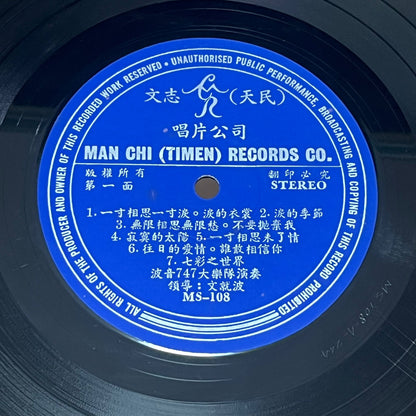 ALL RIGHTS OF THE PRODUCER AND OWNER OF THIS RECORDED WORK RESERVED • UNAUTHORISED PUBLIC PERFORMANCE, BROADCASTING AND COPYING OF THIS RECORD PROHIBITED
文志 (天民)
唱片公司
MAN CHI (TIMEN) RECORDS CO.
版權所有 翻印必究
第一面 STEREO
1.一寸相思一寸淚。淚的衣裳 2.淚的季節
3.無限相思無限愁。不要拋棄我
4.寂寞的太陽 5.一寸相思未了情
6.往日的愛情。誰敢相信你
7.七彩之世界
波音747大樂隊演奏
領導:文就波
MS-108